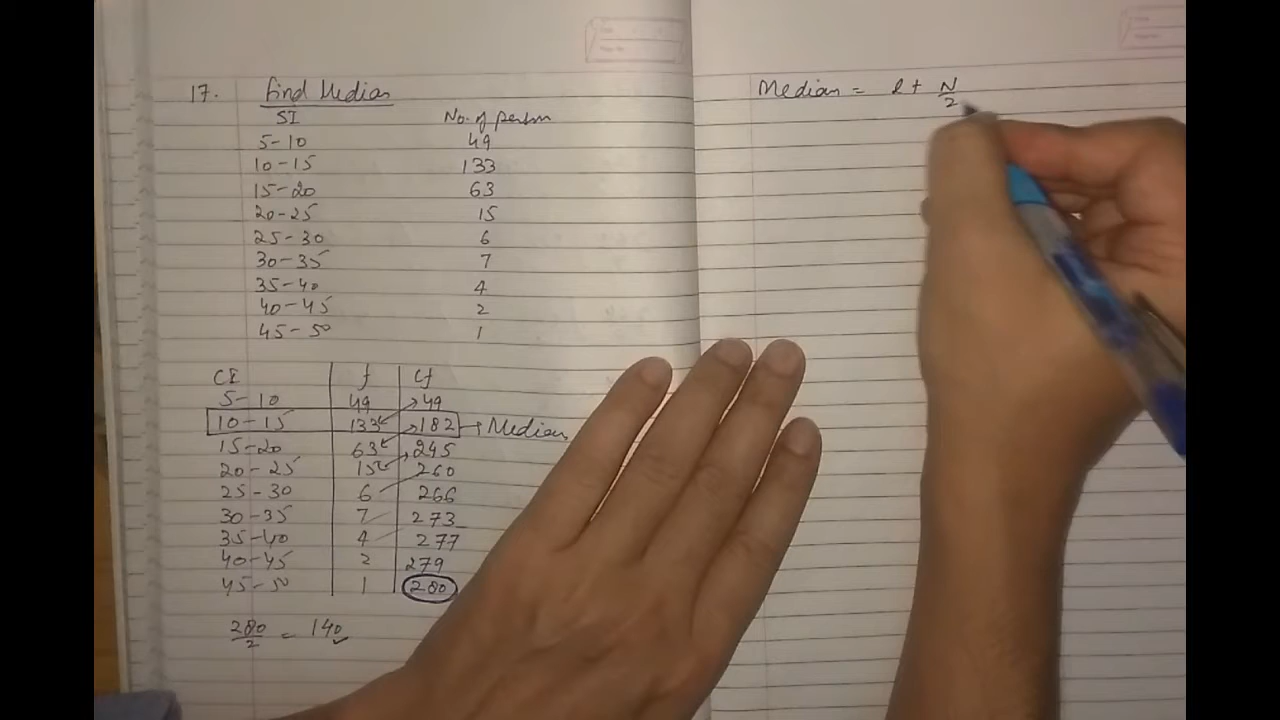 17. Find Median
SI No. of person
5-10 49
10-15 133
15-20 63
20-25 15
25-30 6
30-35 7
35-40 4
40-45 2
45-50 1
CI f Cf
5-10 49 49
10-15 133 182 → Median
15-20 63 245
20-25 15 260
25-30 6 266
30-35 7 273
35-40 4 277
40-45 2 279
45-50 1 280
280/2 = 140
Median = l + N/2